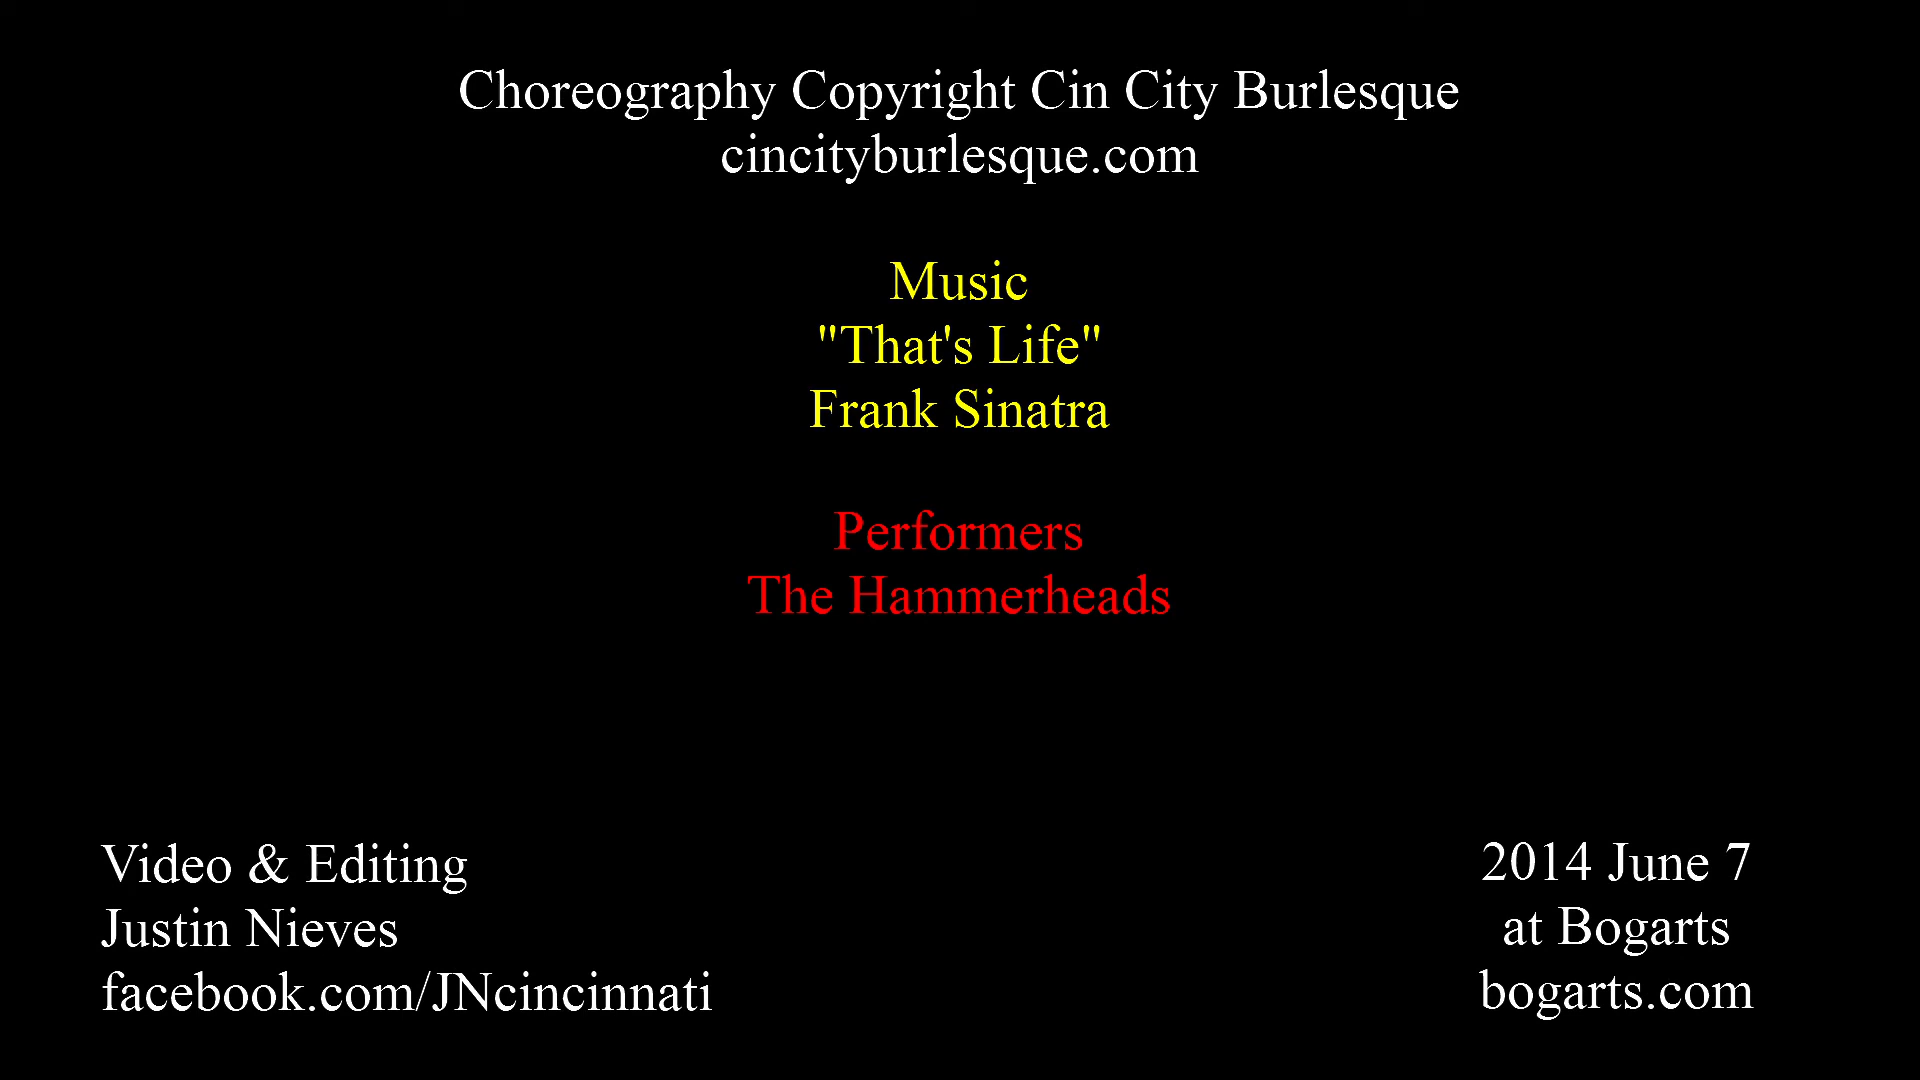 Choreography Copyright Cin City Burlesque
cincityburlesque.com
Music
"That's Life"
Frank Sinatra
Performers
The Hammerheads
Video & Editing
Justin Nieves
facebook.com/JNcincinnati
2014 June 7
at Bogarts
bogarts.com